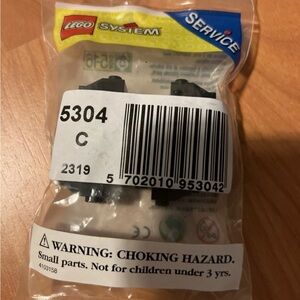 LEGO SYSTEM
SERVICE
5304
C
2319
5 702010 953042
WARNING: CHOKING HAZARD.
Small parts. Not for children under 3 yrs.
4103158